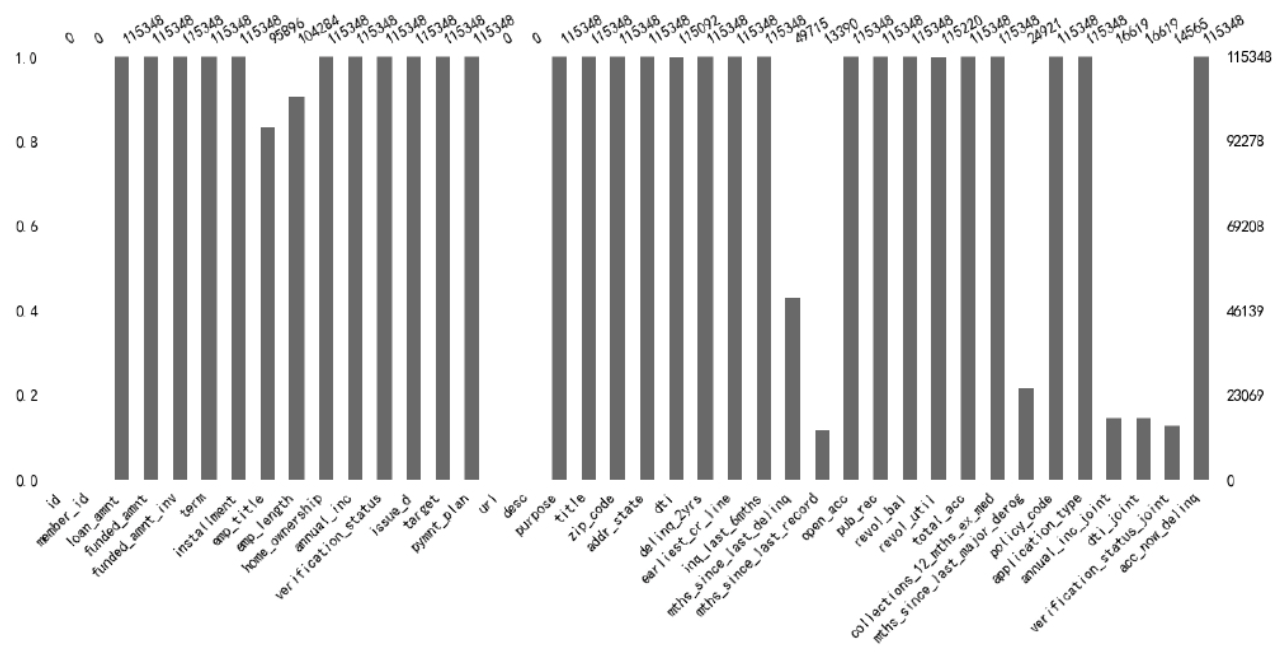 0
0
115348
115348
115348
115348
115348
95896
104284
115348
115348
115348
115348
115348
115348
0
0
115348
115348
115348
115348
115092
115348
115348
115348
49715
13390
115348
115348
115348
115220
115348
115348
24921
115348
115348
16619
16619
14565
115348
1.0
0.8
0.6
0.4
0.2
0.0
115348
92278
69208
46139
23069
0
id
member_id
loan_amnt
funded_amnt
funded_amnt_inv
term
installment
emp_title
emp_length
home_ownership
annual_inc
verification_status
issue_d
target
pymnt_plan
url
desc
purpose
title
zip_code
addr_state
dti
delinq_2yrs
earliest_cr_line
inq_last_6mths
mths_since_last_delinq
mths_since_last_record
open_acc
pub_rec
revol_bal
revol_util
total_acc
collections_12_mths_ex_med
mths_since_last_major_derog
policy_code
application_type
annual_inc_joint
dti_joint
verification_status_joint
acc_now_delinq